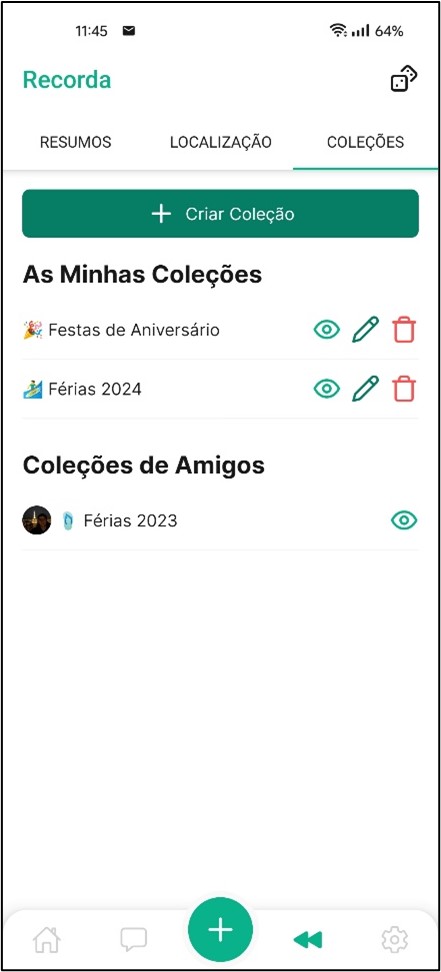 11:45 64%
Recorda
RESUMOS LOCALIZAÇÃO COLEÇÕES
Criar Coleção
As Minhas Coleções
Festas de Aniversário
Férias 2024
Coleções de Amigos
Férias 2023